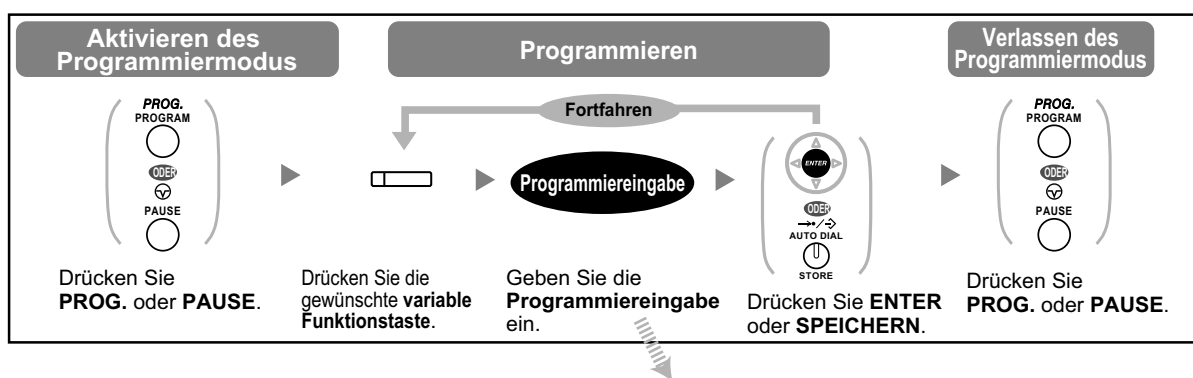 Aktivieren des
Programmiermodus
Programmieren
Verlassen des
Programmiermodus
Fortfahren
PROG.
PROGRAM
ODER
PAUSE
Drücken Sie
PROG. oder PAUSE.
Drücken Sie die
gewünschte variable
Funktionstaste.
Programmiereingabe
Geben Sie die
Programmiereingabe
ein.
ENTER
ODER
AUTO DIAL
STORE
Drücken Sie ENTER
oder SPEICHERN.
PROG.
PROGRAM
ODER
PAUSE
Drücken Sie
PROG. oder PAUSE.